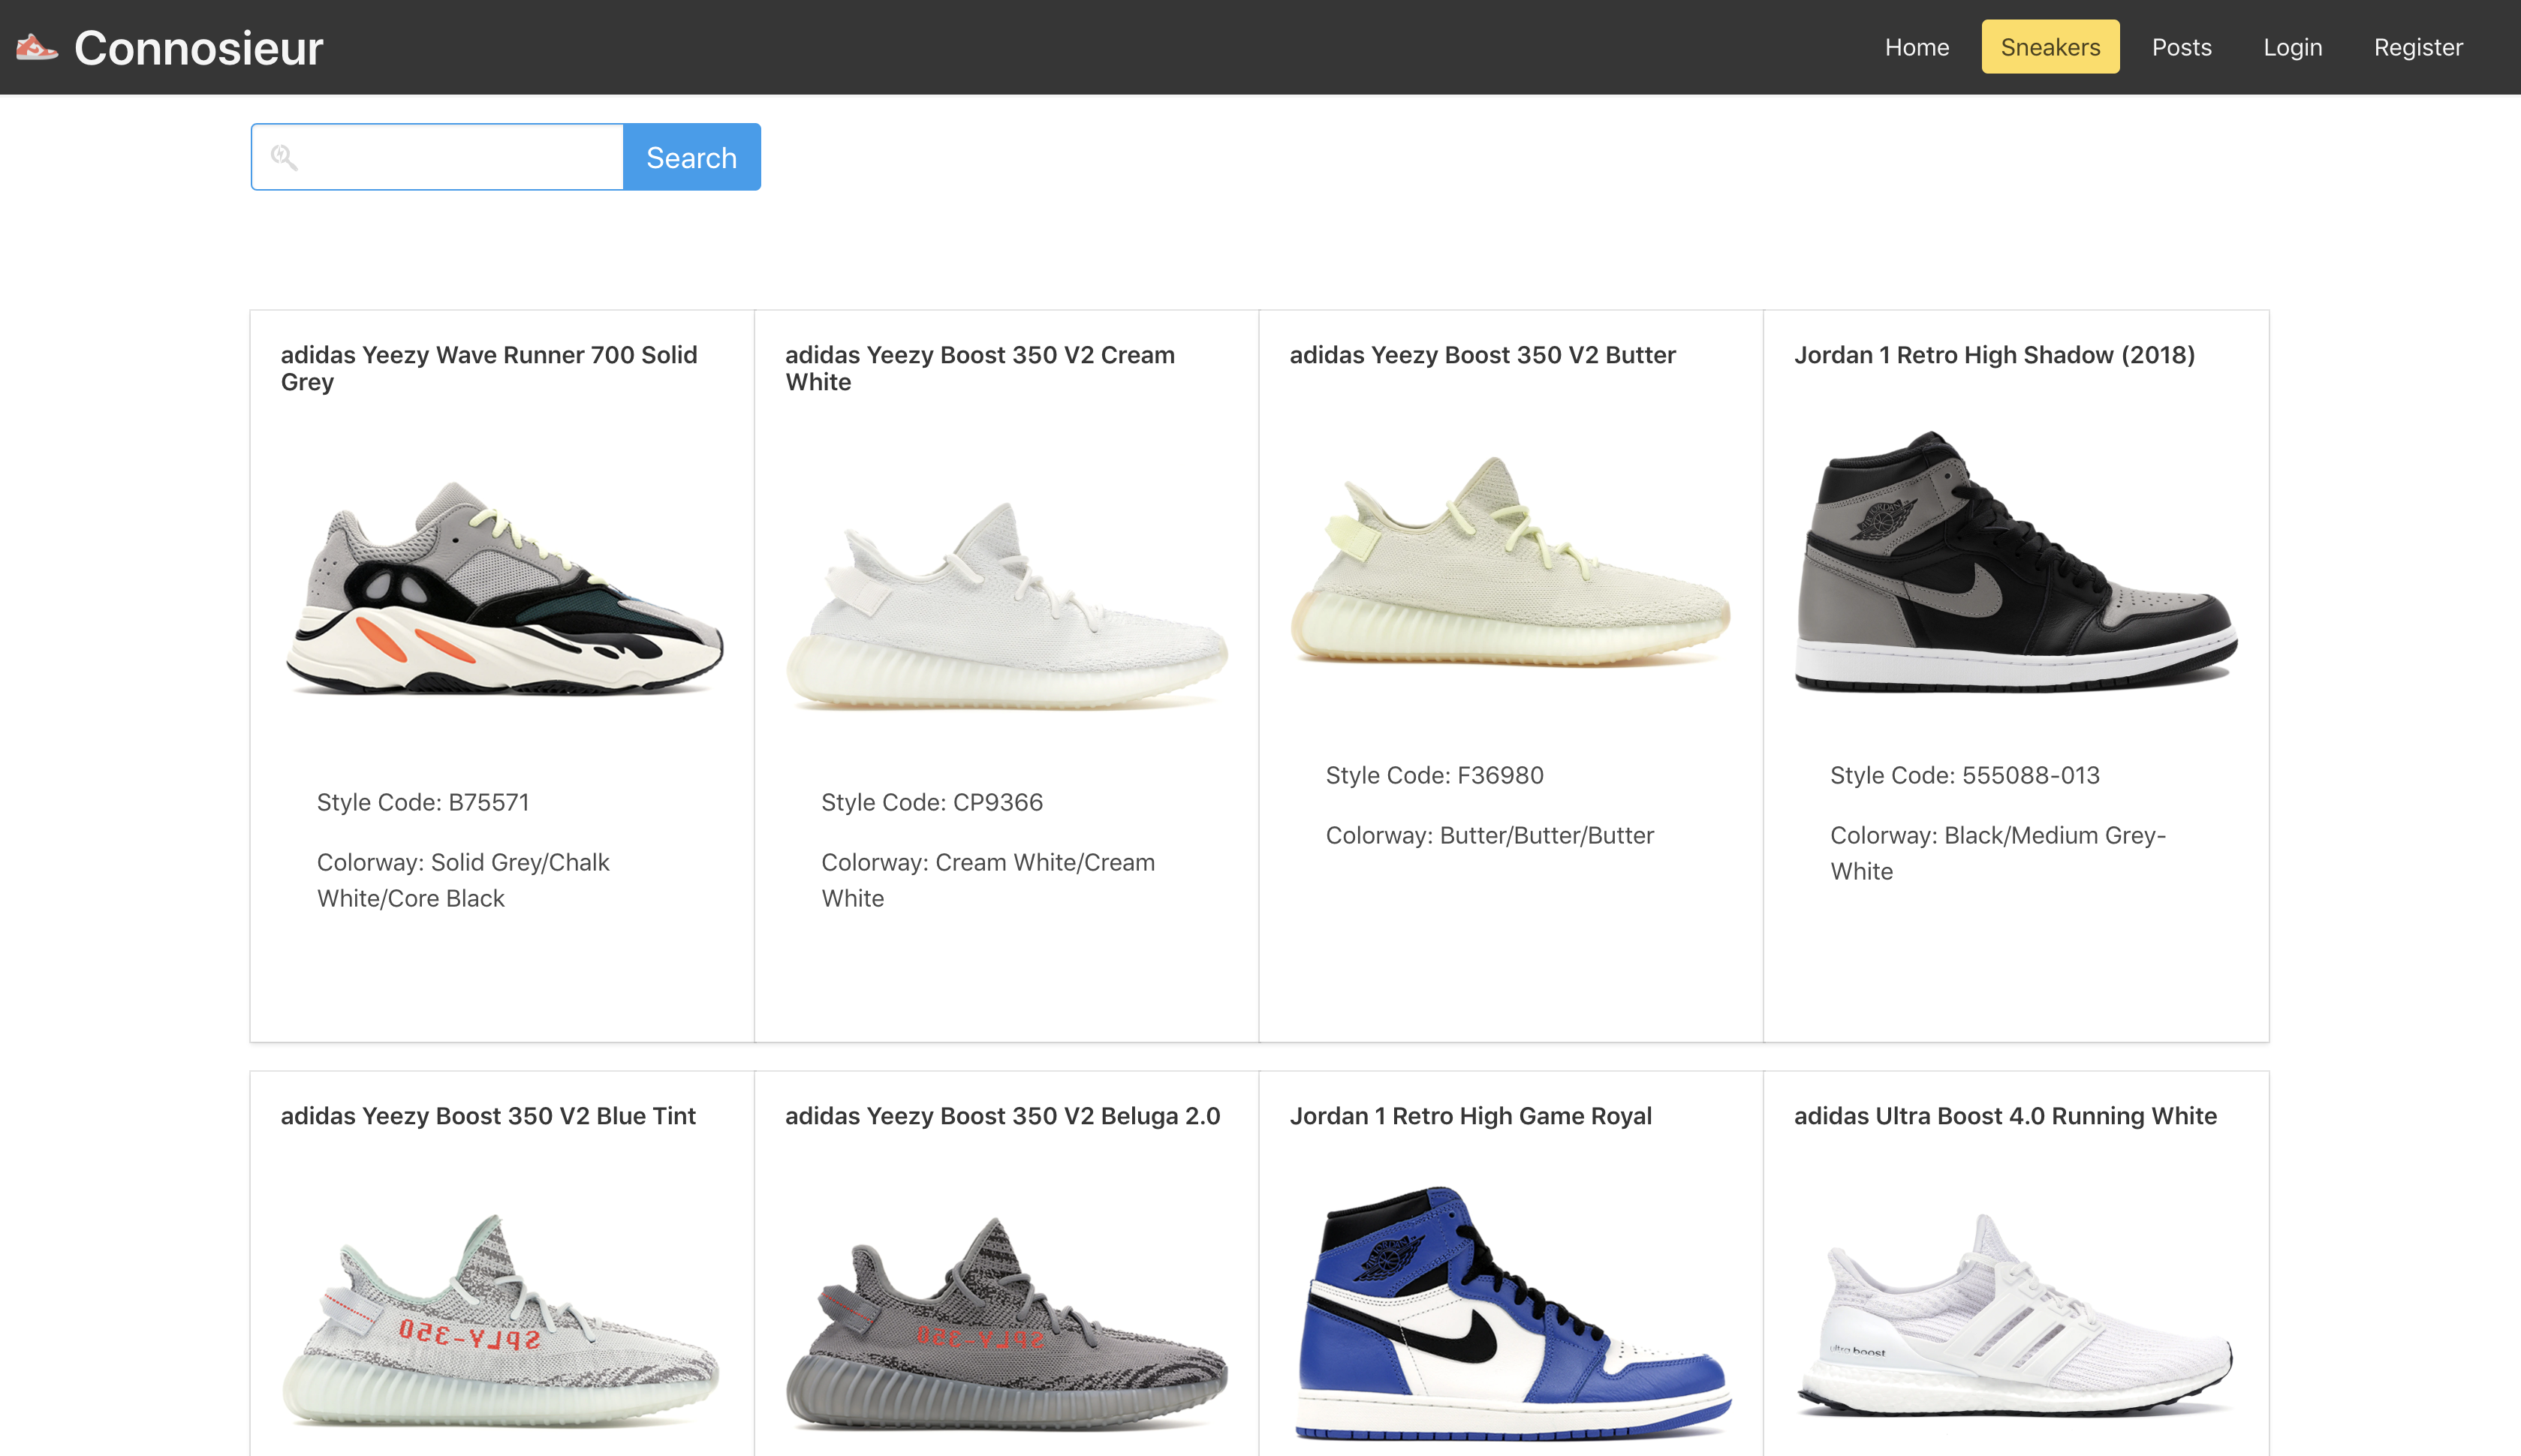 Connosieur
Home Sneakers Posts Login Register
Search
adidas Yeezy Wave Runner 700 Solid
Grey
Style Code: B75571
Colorway: Solid Grey/Chalk
White/Core Black
adidas Yeezy Boost 350 V2 Cream
White
Style Code: CP9366
Colorway: Cream White/Cream
White
adidas Yeezy Boost 350 V2 Butter
Style Code: F36980
Colorway: Butter/Butter/Butter
Jordan 1 Retro High Shadow (2018)
Style Code: 555088-013
Colorway: Black/Medium Grey-
White
adidas Yeezy Boost 350 V2 Blue Tint
SPLY-350
adidas Yeezy Boost 350 V2 Beluga 2.0
SPLY-350
Jordan 1 Retro High Game Royal
adidas Ultra Boost 4.0 Running White
ultra boost